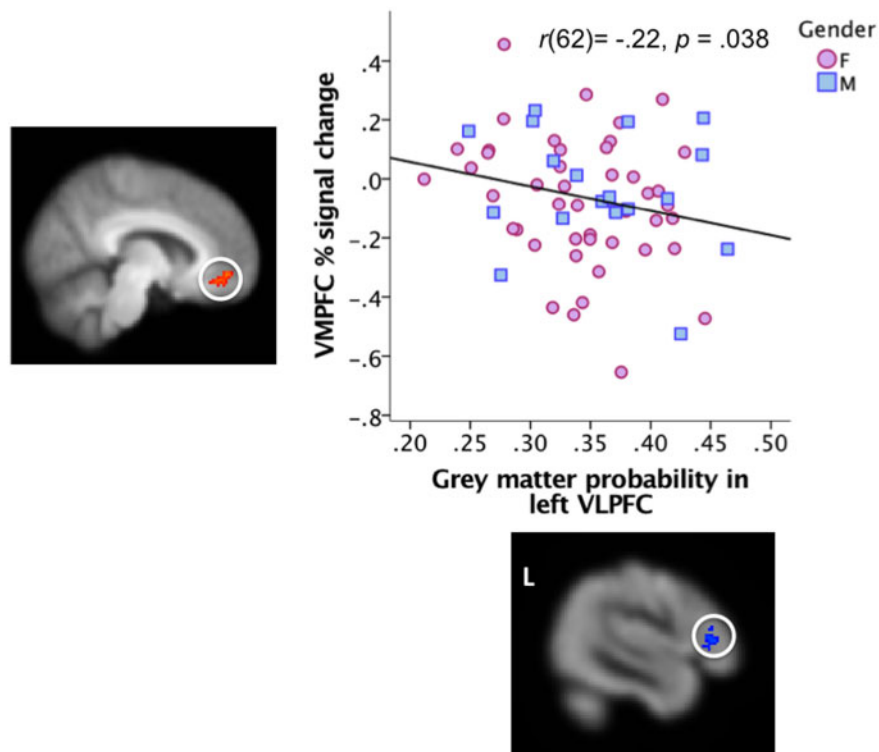 r(62)= -.22, p = .038
Gender
F
M
VMPFC % signal change
.4
.2
.0
-.2
-.4
-.6
-.8
.20 .25 .30 .35 .40 .45 .50
Grey matter probability in
left VLPFC
L